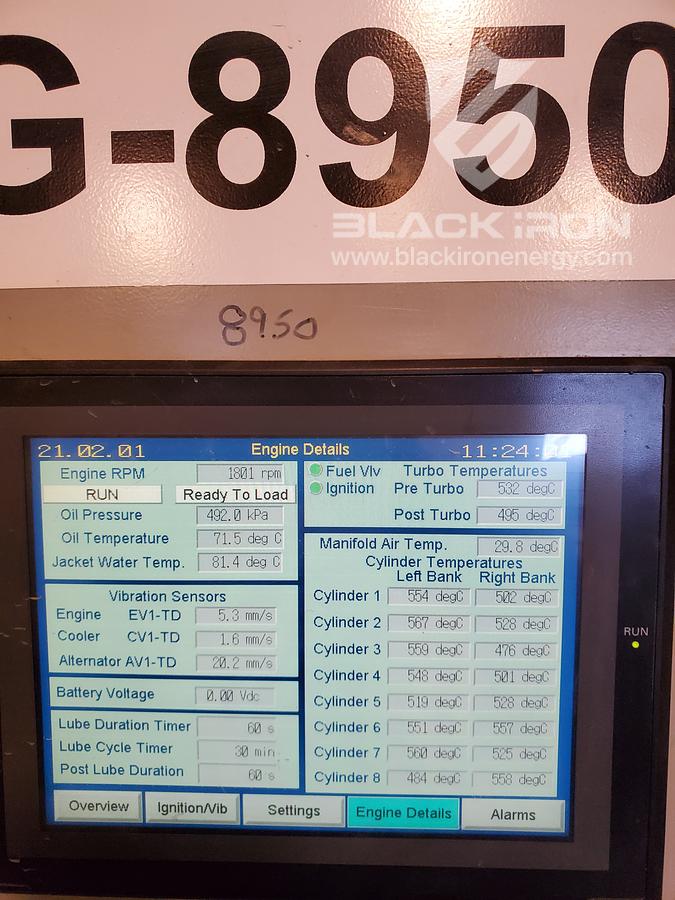 G-8950
BLACK iRON
www.blackironenergy.com
8950
21.02.01 Engine Details 11:24:
Engine RPM 1801 rpm
RUN Ready To Load
Oil Pressure 492.0 kPa
Oil Temperature 71.5 deg C
Jacket Water Temp. 81.4 deg C
Vibration Sensors
Engine EV1-TD 5.3 mm/s
Cooler CV1-TD 1.6 mm/s
Alternator AV1-TD 20.2 mm/s
Battery Voltage 0.00 Vdc
Lube Duration Timer 60 s
Lube Cycle Timer 30 min
Post Lube Duration 60 s
Fuel Vlv Turbo Temperatures
Ignition Pre Turbo 532 degC
Post Turbo 495 degC
Manifold Air Temp. 29.8 degC
Cylinder Temperatures
Left Bank Right Bank
Cylinder 1 554 degC 502 degC
Cylinder 2 567 degC 528 degC
Cylinder 3 559 degC 476 degC
Cylinder 4 548 degC 501 degC
Cylinder 5 519 degC 528 degC
Cylinder 6 551 degC 557 degC
Cylinder 7 560 degC 525 degC
Cylinder 8 484 degC 558 degC
Overview Ignition/Vib Settings Engine Details Alarms
RUN